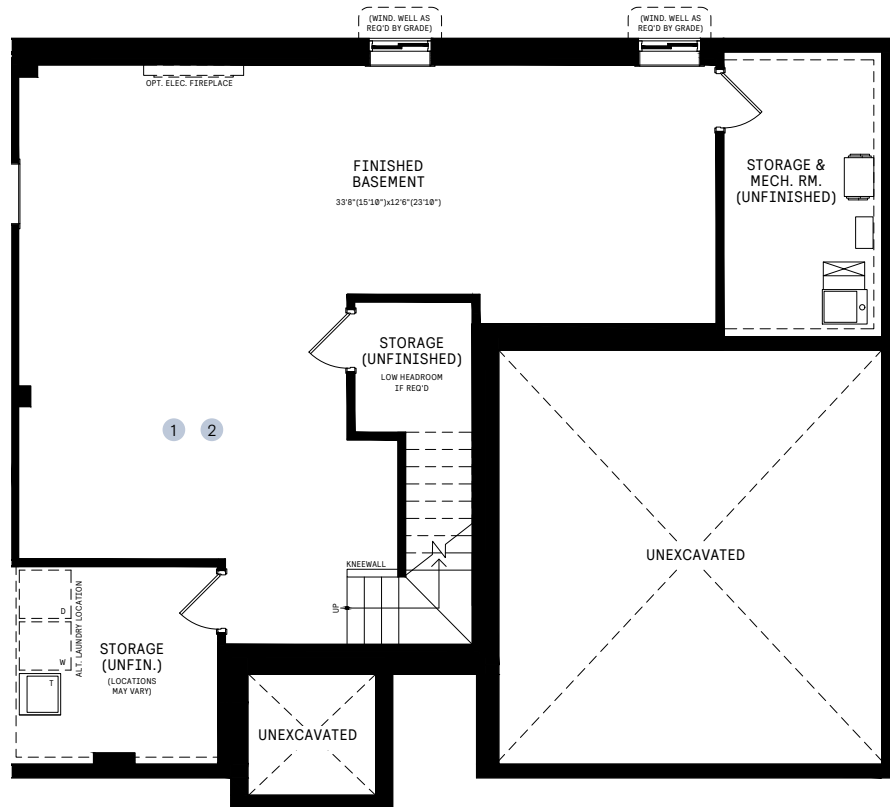 (WIND. WELL AS
REQ'D BY GRADE)
(WIND. WELL AS
REQ'D BY GRADE)
OPT. ELEC. FIREPLACE
FINISHED
BASEMENT
33'8"(15'10")x12'6"(23'10")
STORAGE &
MECH. RM.
(UNFINISHED)
STORAGE
(UNFINISHED)
LOW HEADROOM
IF REQ'D
1 2
UNEXCAVATED
KNEEWALL
UP
D
W
T
ALT. LAUNDRY LOCATION
STORAGE
(UNFIN.)
(LOCATIONS
MAY VARY)
UNEXCAVATED